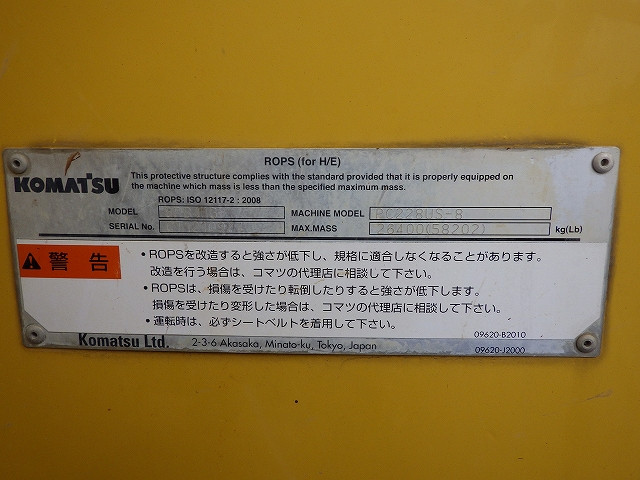 ROPS (for H/E)
KOMATSU
This protective structure complies with the standard provided that it is properly equipped on
the machine which mass is less than the specified maximum mass.
ROPS: ISO 12117-2 : 2008
MODEL MACHINE MODEL PC228US-8
SERIAL No. MAX.MASS 26400(58202) kg(Lb)
警告
・ROPSを改造すると強さが低下し、規格に適合しなくなることがあります。
改造を行う場合は、コマツの代理店に相談して下さい。
・ROPSは、損傷を受けたり転倒したりすると強さが低下します。
損傷を受けたり変形した場合は、コマツの代理店に相談して下さい。
・運転時は、必ずシートベルトを着用して下さい。
09620-B2010
Komatsu Ltd. 2-3-6 Akasaka, Minato-ku, Tokyo, Japan
09620-J2000